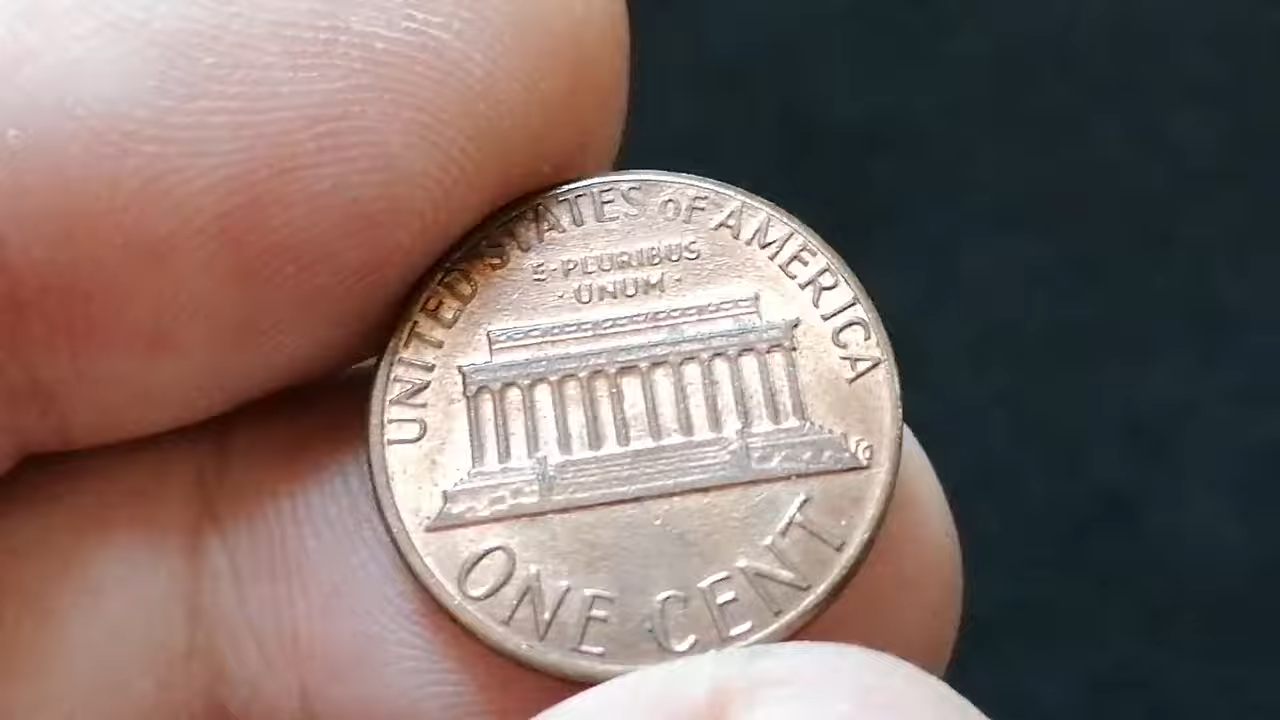 UNITED STATES OF AMERICA
E·PLURIBUS
·UNUM·
ONE CENT